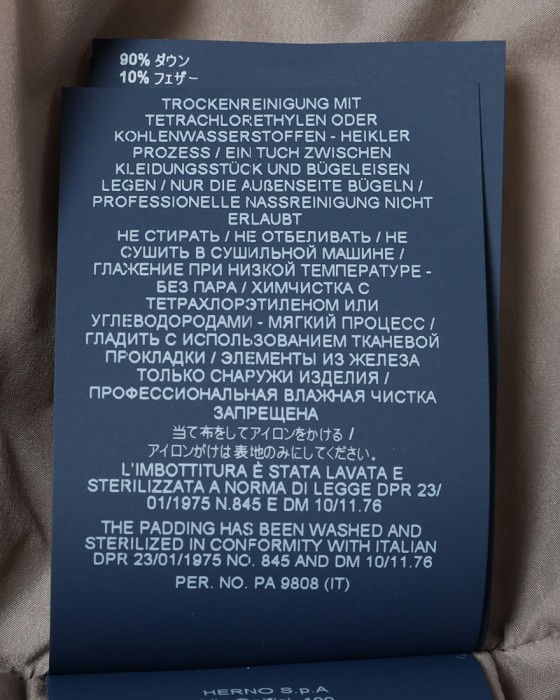 90% ダウン
10% フェザー
TROCKENREINIGUNG MIT
TETRACHLORETHYLEN ODER
KOHLENWASSERSTOFFEN - HEIKLER
PROZESS / EIN TUCH ZWISCHEN
KLEIDUNGSSTÜCK UND BÜGELEISEN
LEGEN / NUR DIE AUßENSEITE BÜGELN /
PROFESSIONELLE NASSREINIGUNG NICHT
ERLAUBT
НЕ СТИРАТЬ / НЕ ОТБЕЛИВАТЬ / НЕ
СУШИТЬ В СУШИЛЬНОЙ МАШИНЕ /
ГЛАЖЕНИЕ ПРИ НИЗКОЙ ТЕМПЕРАТУРЕ -
БЕЗ ПАРА / ХИМЧИСТКА С
ТЕТРАХЛОРЭТИЛЕНОМ ИЛИ
УГЛЕВОДОРОДАМИ - МЯГКИЙ ПРОЦЕСС /
ГЛАДИТЬ С ИСПОЛЬЗОВАНИЕМ ТКАНЕВОЙ
ПРОКЛАДКИ / ЭЛЕМЕНТЫ ИЗ ЖЕЛЕЗА
ТОЛЬКО СНАРУЖИ ИЗДЕЛИЯ /
ПРОФЕССИОНАЛЬНАЯ ВЛАЖНАЯ ЧИСТКА
ЗАПРЕЩЕНА
当て布をしてアイロンをかける /
アイロンがけは表地のみにしてください。
L'IMBOTTITURA È STATA LAVATA E
STERILIZZATA A NORMA DI LEGGE DPR 23/
01/1975 N.845 E DM 10/11.76
THE PADDING HAS BEEN WASHED AND
STERILIZED IN CONFORMITY WITH ITALIAN
DPR 23/01/1975 NO. 845 AND DM 10/11.76
PER. NO. PA 9808 (IT)
HERNO S.p.A